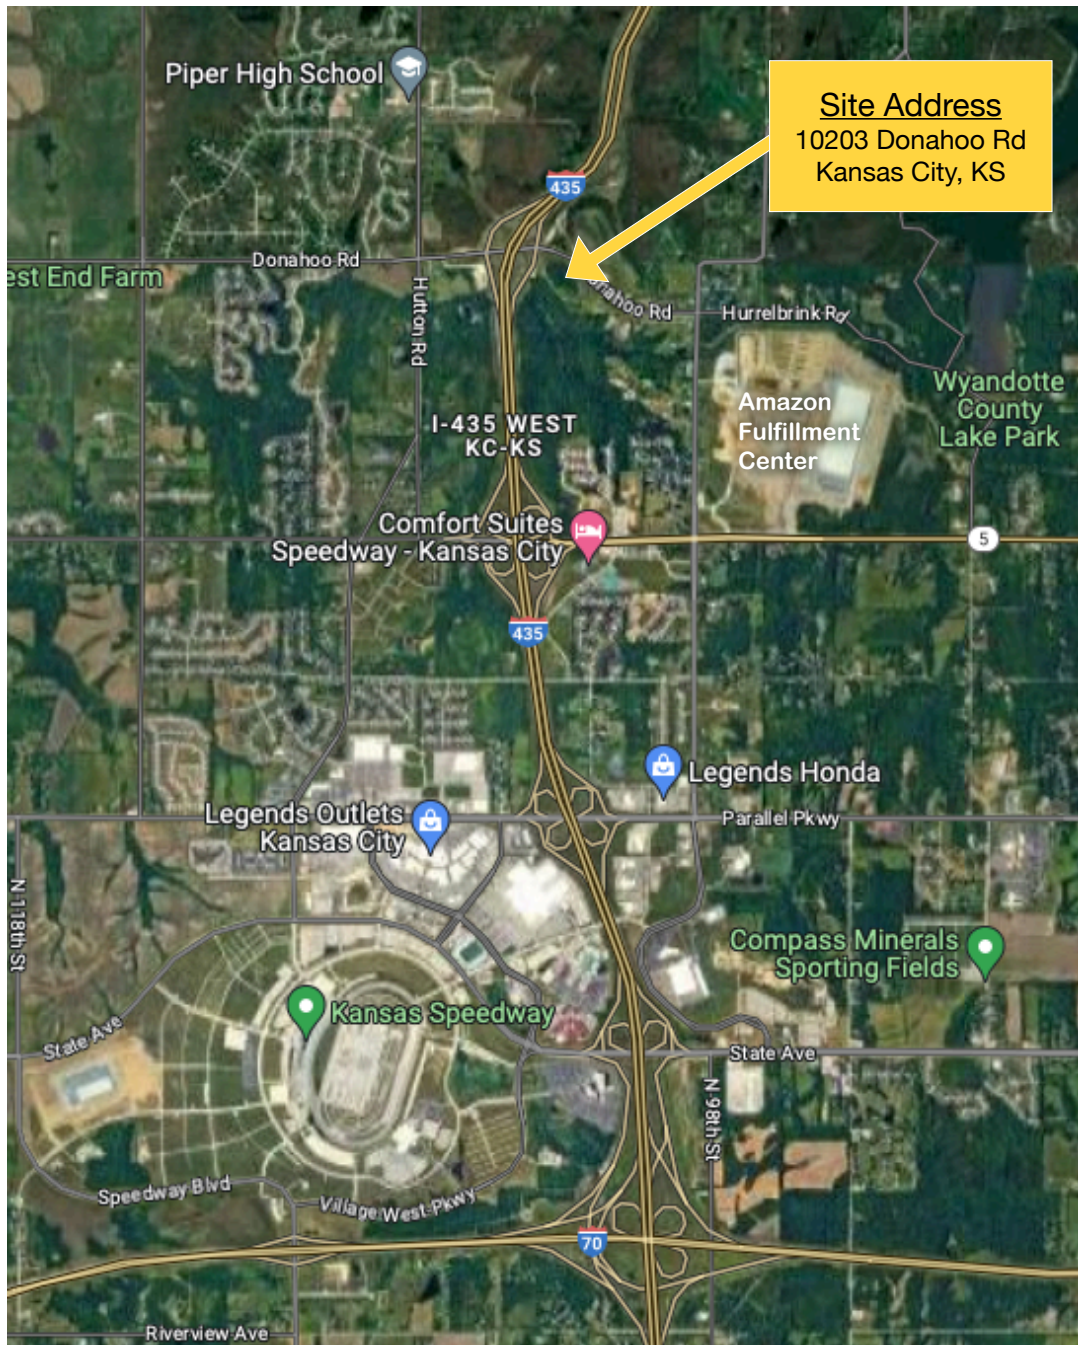 Piper High School
Site Address
10203 Donahoo Rd
Kansas City, KS
435
Donahoo Rd
est End Farm
Hutton Rd
onahoo Rd
Hurrelbrink Rd
Wyandotte
County
Lake Park
Amazon
Fulfillment
Center
I-435 WEST
KC-KS
Comfort Suites
Speedway - Kansas City
5
435
Legends Honda
Legends Outlets
Kansas City
Parallel Pkwy
N 118th St
Compass Minerals
Sporting Fields
Kansas Speedway
State Ave
State Ave
N 98th St
Speedway Blvd
Village West Pkwy
70
Riverview Ave